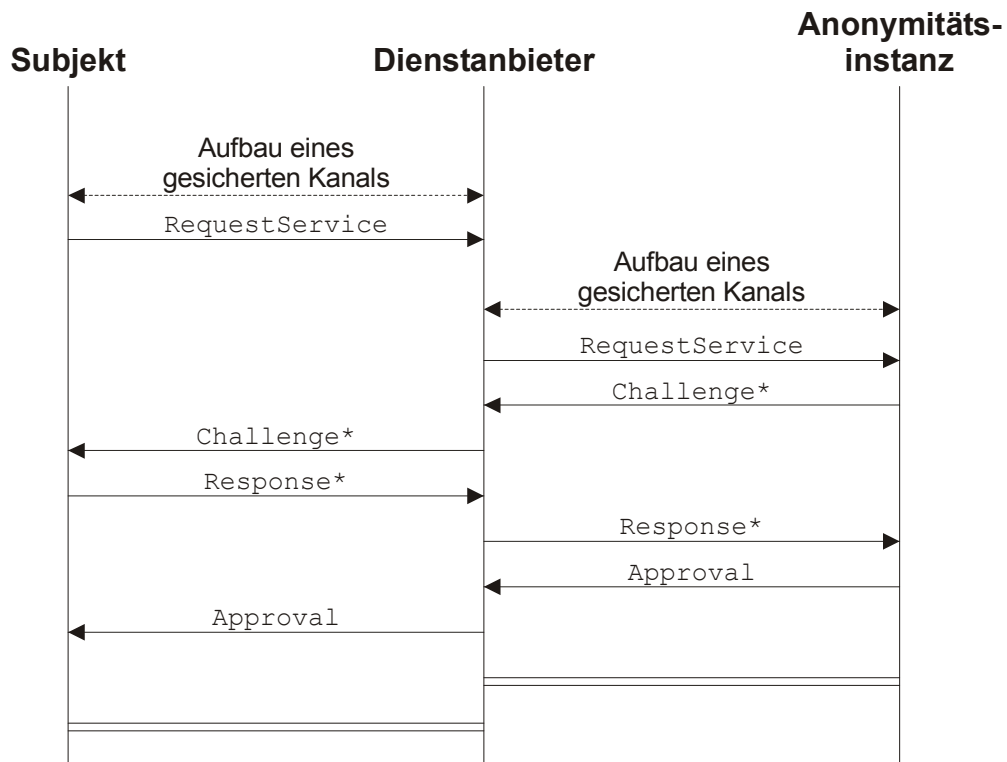 Subjekt
Dienstanbieter
Anonymitäts-
instanz
Aufbau eines
gesicherten Kanals
RequestService
Aufbau eines
gesicherten Kanals
RequestService
Challenge*
Challenge*
Response*
Response*
Approval
Approval